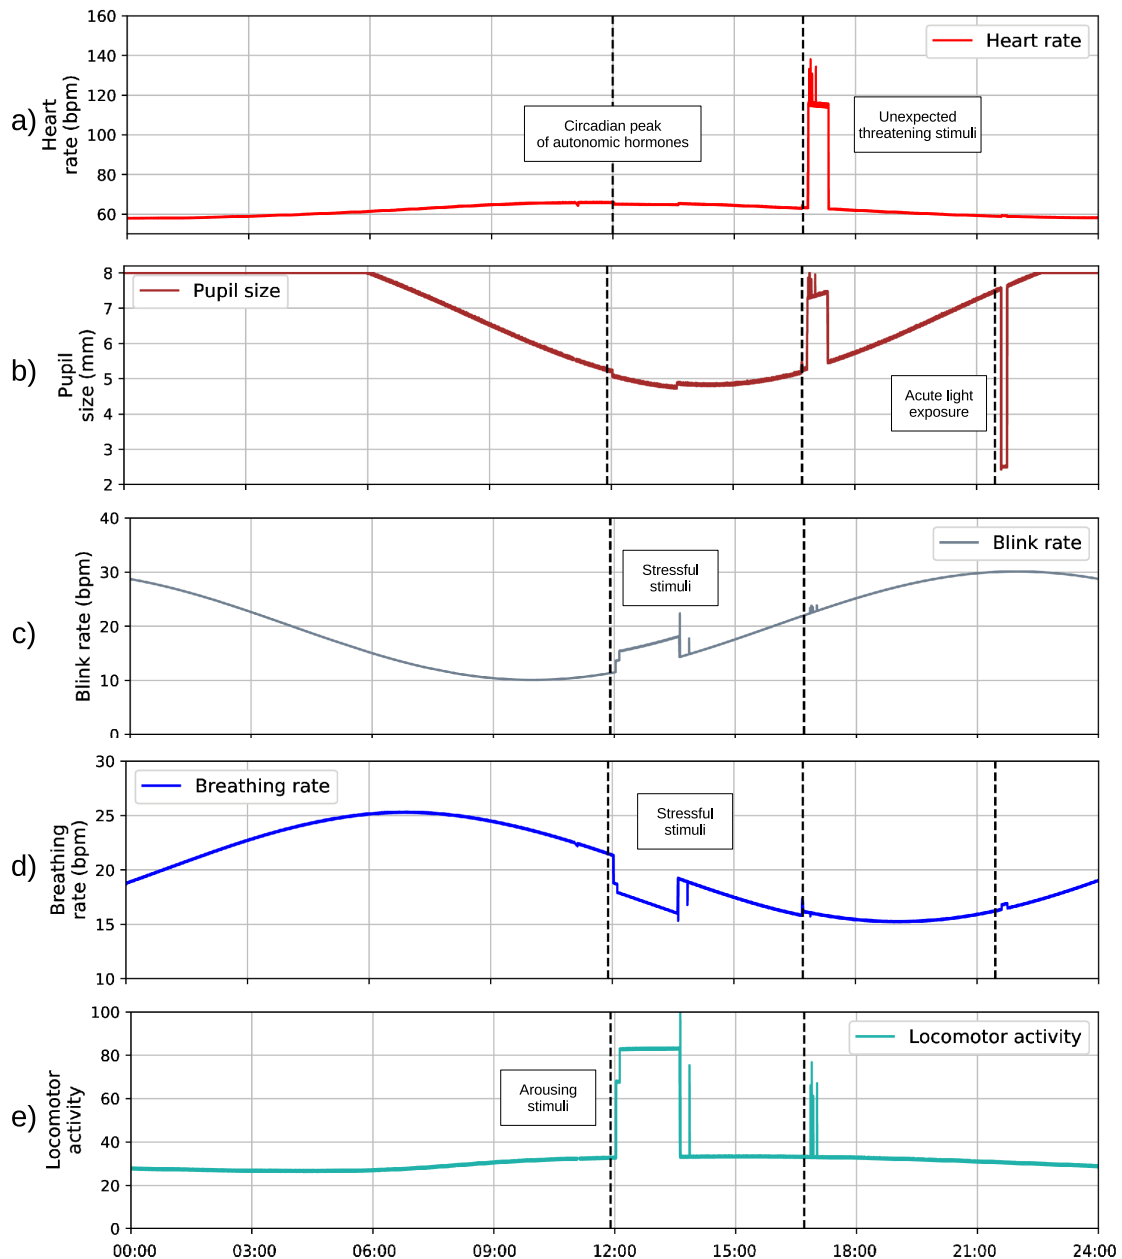 160
140
120
100
80
60
a)
Heart
rate (bpm)
Heart rate
Circadian peak
of autonomic hormones
Unexpected
threatening stimuli
8
7
6
5
4
3
2
b)
Pupil
size (mm)
Pupil size
Acute light
exposure
40
30
20
10
0
c)
Blink rate (bpm)
Blink rate
Stressful
stimuli
30
25
20
15
10
d)
Breathing
rate (bpm)
Breathing rate
Stressful
stimuli
100
80
60
40
20
0
e)
Locomotor
activity
Locomotor activity
Arousing
stimuli
00:00 03:00 06:00 09:00 12:00 15:00 18:00 21:00 24:00